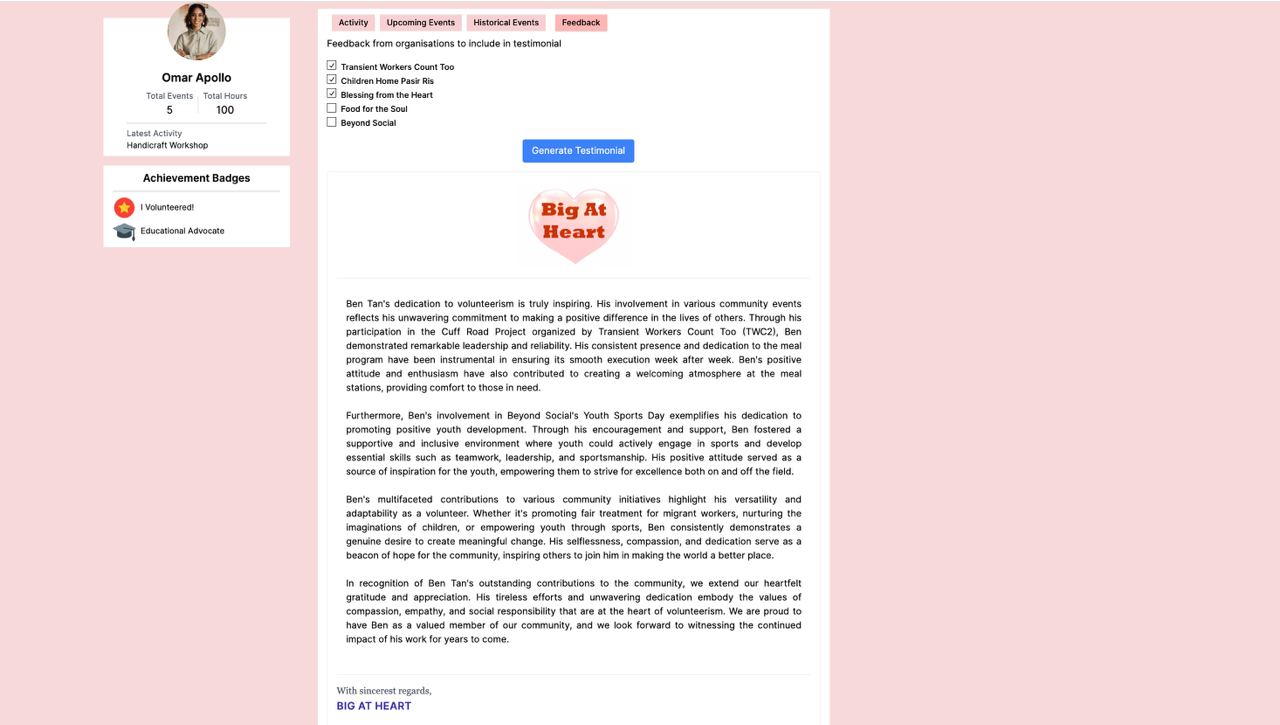 Omar Apollo
Total Events
Total Hours
5
100
Latest Activity
Handicraft Workshop
Achievement Badges
I Volunteered!
Educational Advocate
Activity
Upcoming Events
Historical Events
Feedback
Feedback from organisations to include in testimonial
Transient Workers Count Too
Children Home Pasir Ris
Blessing from the Heart
Food for the Soul
Beyond Social
Generate Testimonial
Big At
Heart
Ben Tan's dedication to volunteerism is truly inspiring. His involvement in various community events
reflects his unwavering commitment to making a positive difference in the lives of others. Through his
participation in the Cuff Road Project organized by Transient Workers Count Too (TWC2), Ben
demonstrated remarkable leadership and reliability. His consistent presence and dedication to the meal
program have been instrumental in ensuring its smooth execution week after week. Ben's positive
attitude and enthusiasm have also contributed to creating a welcoming atmosphere at the meal
stations, providing comfort to those in need.
Furthermore, Ben's involvement in Beyond Social's Youth Sports Day exemplifies his dedication to
promoting positive youth development. Through his encouragement and support, Ben fostered a
supportive and inclusive environment where youth could actively engage in sports and develop
essential skills such as teamwork, leadership, and sportsmanship. His positive attitude served as a
source of inspiration for the youth, empowering them to strive for excellence both on and off the field.
Ben's multifaceted contributions to various community initiatives highlight his versatility and
adaptability as a volunteer. Whether it's promoting fair treatment for migrant workers, nurturing the
imaginations of children, or empowering youth through sports, Ben consistently demonstrates a
genuine desire to create meaningful change. His selflessness, compassion, and dedication serve as a
beacon of hope for the community, inspiring others to join him in making the world a better place.
In recognition of Ben Tan's outstanding contributions to the community, we extend our heartfelt
gratitude and appreciation. His tireless efforts and unwavering dedication embody the values of
compassion, empathy, and social responsibility that are at the heart of volunteerism. We are proud to
have Ben as a valued member of our community, and we look forward to witnessing the continued
impact of his work for years to come.
With sincerest regards,
BIG AT HEART